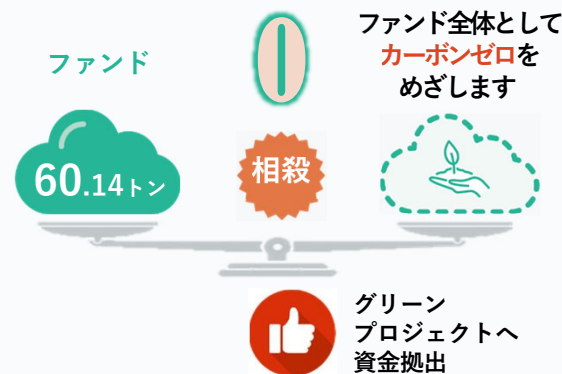 ファンド
ファンド全体として
カーボンゼロを
めざします
60.14トン
相殺
グリーン
プロジェクトへ
資金拠出